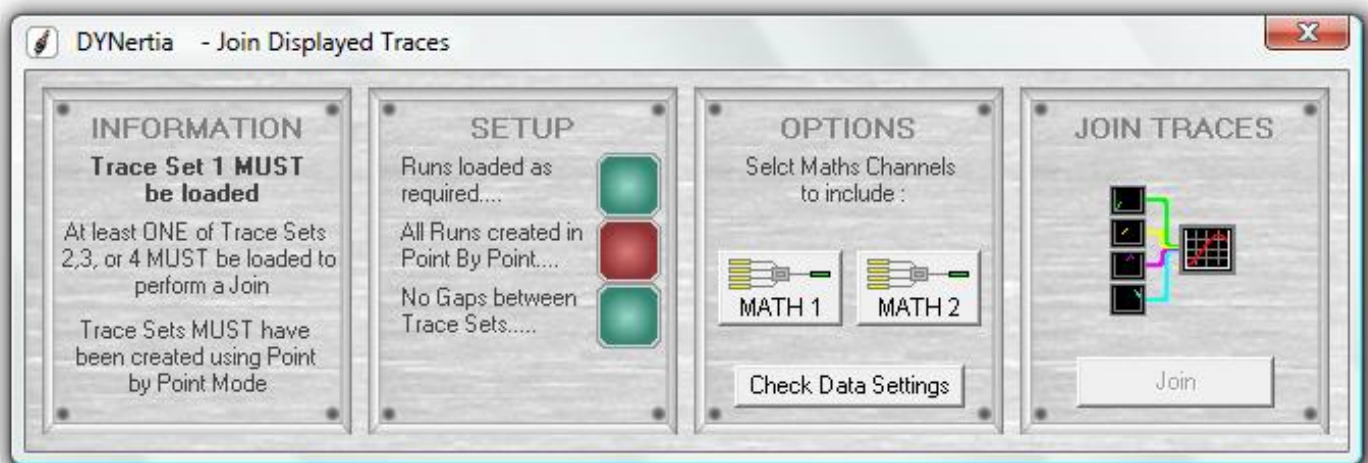 DYNertia - Join Displayed Traces
INFORMATION
Trace Set 1 MUST
be loaded
At least ONE of Trace Sets
2,3, or 4 MUST be loaded to
perform a Join
Trace Sets MUST have
been created using Point
by Point Mode
SETUP
Runs loaded as
required....
All Runs created in
Point By Point....
No Gaps between
Trace Sets.....
OPTIONS
Selct Maths Channels
to include :
MATH 1
MATH 2
Check Data Settings
JOIN TRACES
Join